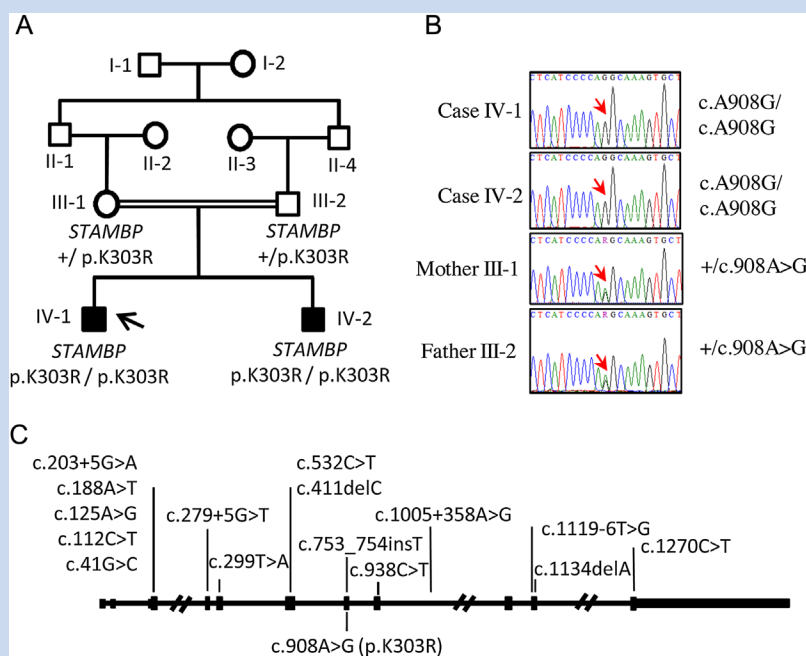 A
I-1
I-2
II-1
II-2
II-3
II-4
III-1
III-2
STAMBP
+/ p.K303R
STAMBP
+/p.K303R
IV-1
IV-2
STAMBP
p.K303R / p.K303R
STAMBP
p.K303R / p.K303R
B
CTCATCCCCAGGCAAAGTGCT
Case IV-1
c.A908G/
c.A908G
CTCATCCCCAGGCAAAGTGCT
Case IV-2
c.A908G/
c.A908G
CTCATCCCCARGCAAAGTGCT
Mother III-1
+/c.908A>G
CTCATCCCCARGCAAAGTGCT
Father III-2
+/c.908A>G
C
c.203+5G>A
c.188A>T
c.125A>G
c.112C>T
c.41G>C
c.279+5G>T
c.299T>A
c.532C>T
c.411delC
c.753_754insT
c.938C>T
c.1005+358A>G
c.1119-6T>G
c.1134delA
c.1270C>T
c.908A>G (p.K303R)